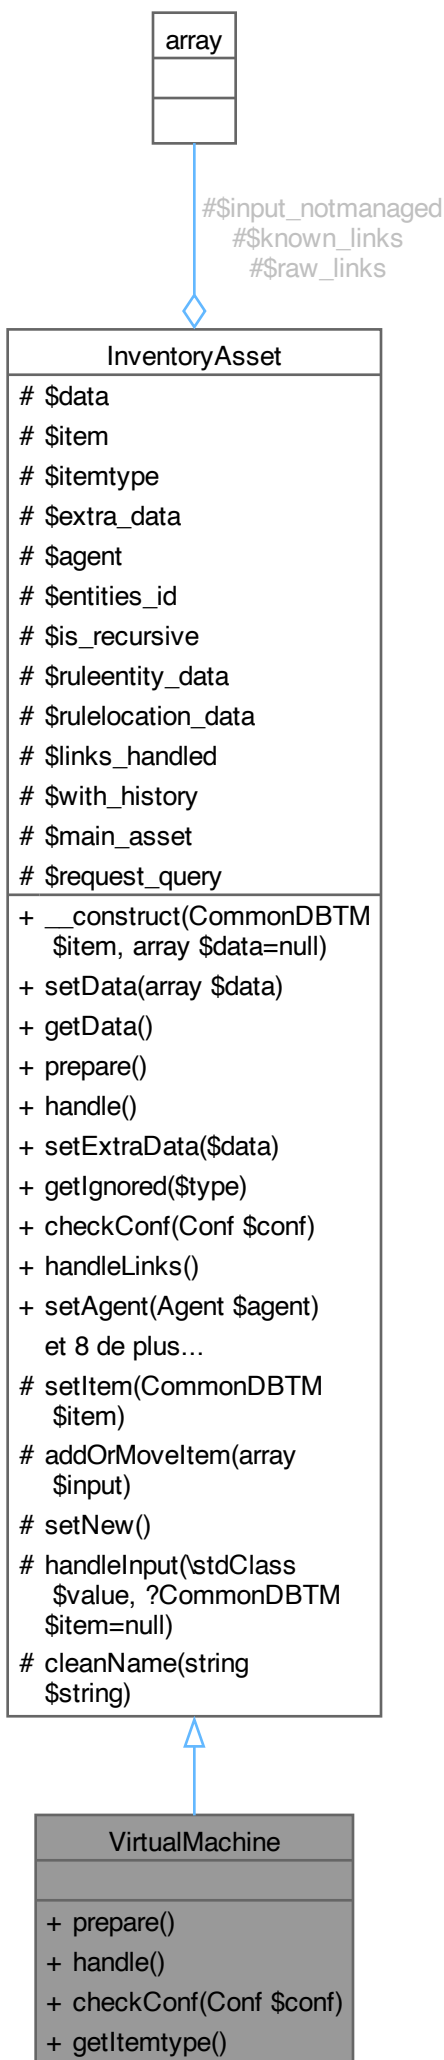 array
#$input_notmanaged
#$known_links
#$raw_links
InventoryAsset
# $data
# $item
# $itemtype
# $extra_data
# $agent
# $entities_id
# $is_recursive
# $ruleentity_data
# $rulelocation_data
# $links_handled
# $with_history
# $main_asset
# $request_query
+ __construct(CommonDBTM
$item, array $data=null)
+ setData(array $data)
+ getData()
+ prepare()
+ handle()
+ setExtraData($data)
+ getIgnored($type)
+ checkConf(Conf $conf)
+ handleLinks()
+ setAgent(Agent $agent)
et 8 de plus...
# setItem(CommonDBTM
$item)
# addOrMoveItem(array
$input)
# setNew()
# handleInput(\stdClass
$value, ?CommonDBTM
$item=null)
# cleanName(string
$string)
VirtualMachine
+ prepare()
+ handle()
+ checkConf(Conf $conf)
+ getItemtype()